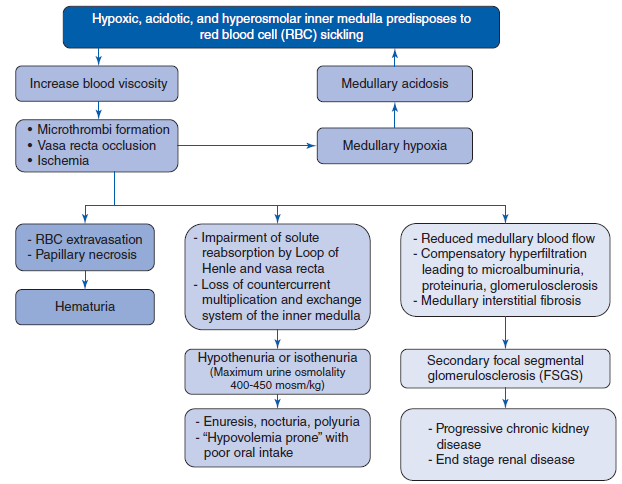 Hypoxic, acidotic, and hyperosmolar inner medulla predisposes to
red blood cell (RBC) sickling
Increase blood viscosity
Medullary acidosis
• Microthrombi formation
• Vasa recta occlusion
• Ischemia
Medullary hypoxia
- RBC extravasation
- Papillary necrosis
Hematuria
- Impairment of solute
reabsorption by Loop of
Henle and vasa recta
- Loss of countercurrent
multiplication and exchange
system of the inner medulla
Hypothenuria or isothenuria
(Maximum urine osmolality
400-450 mosm/kg)
- Enuresis, nocturia, polyuria
- “Hypovolemia prone” with
poor oral intake
- Reduced medullary blood flow
- Compensatory hyperfiltration
leading to microalbuminuria,
proteinuria, glomerulosclerosis
- Medullary interstitial fibrosis
Secondary focal segmental
glomerulosclerosis (FSGS)
- Progressive chronic kidney
disease
- End stage renal disease